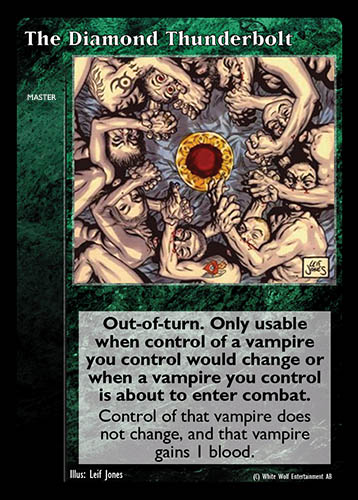 The Diamond Thunderbolt
MASTER
LEIF
JONES
Out-of-turn. Only usable
when control of a vampire
you control would change or
when a vampire you control
is about to enter combat.
Control of that vampire does
not change, and that vampire
gains 1 blood.
Illus: Leif Jones
(C) White Wolf Entertainment AB